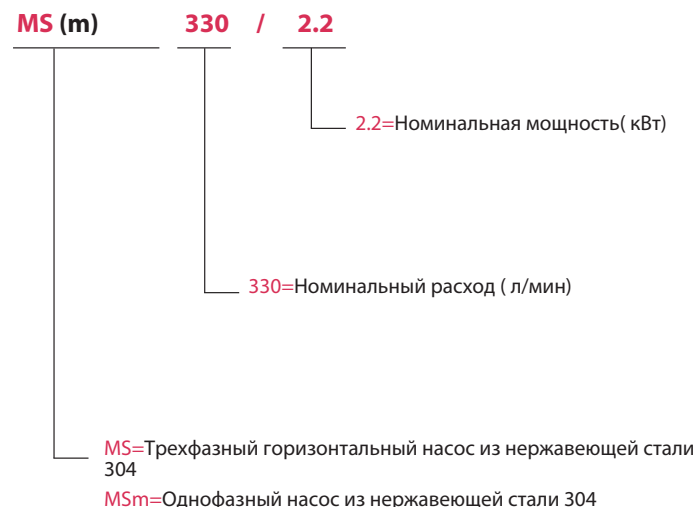 MS (m) 330 / 2.2
2.2=Номинальная мощность( кВт)
330=Номинальный расход ( л/мин)
MS=Трехфазный горизонтальный насос из нержавеющей стали
304
MSm=Однофазный насос из нержавеющей стали 304